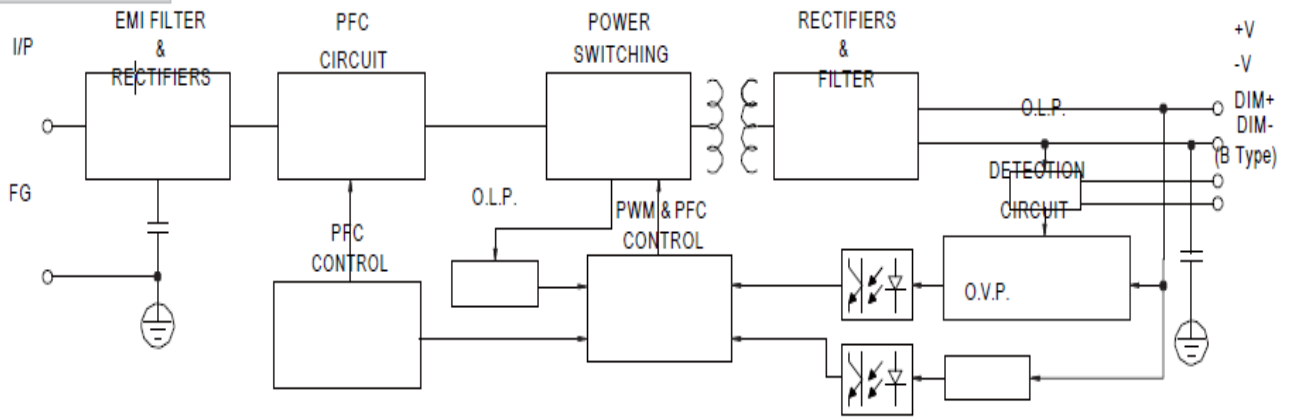 EMI FILTER
&
RECTIFIERS
PFC
CIRCUIT
POWER
SWITCHING
RECTIFIERS
&
FILTER
I/P
FG
+V
-V
DIM+
DIM-
(B Type)
O.L.P.
DETECTION
CIRCUIT
O.L.P.
PWM & PFC
CONTROL
PFC
CONTROL
O.V.P.